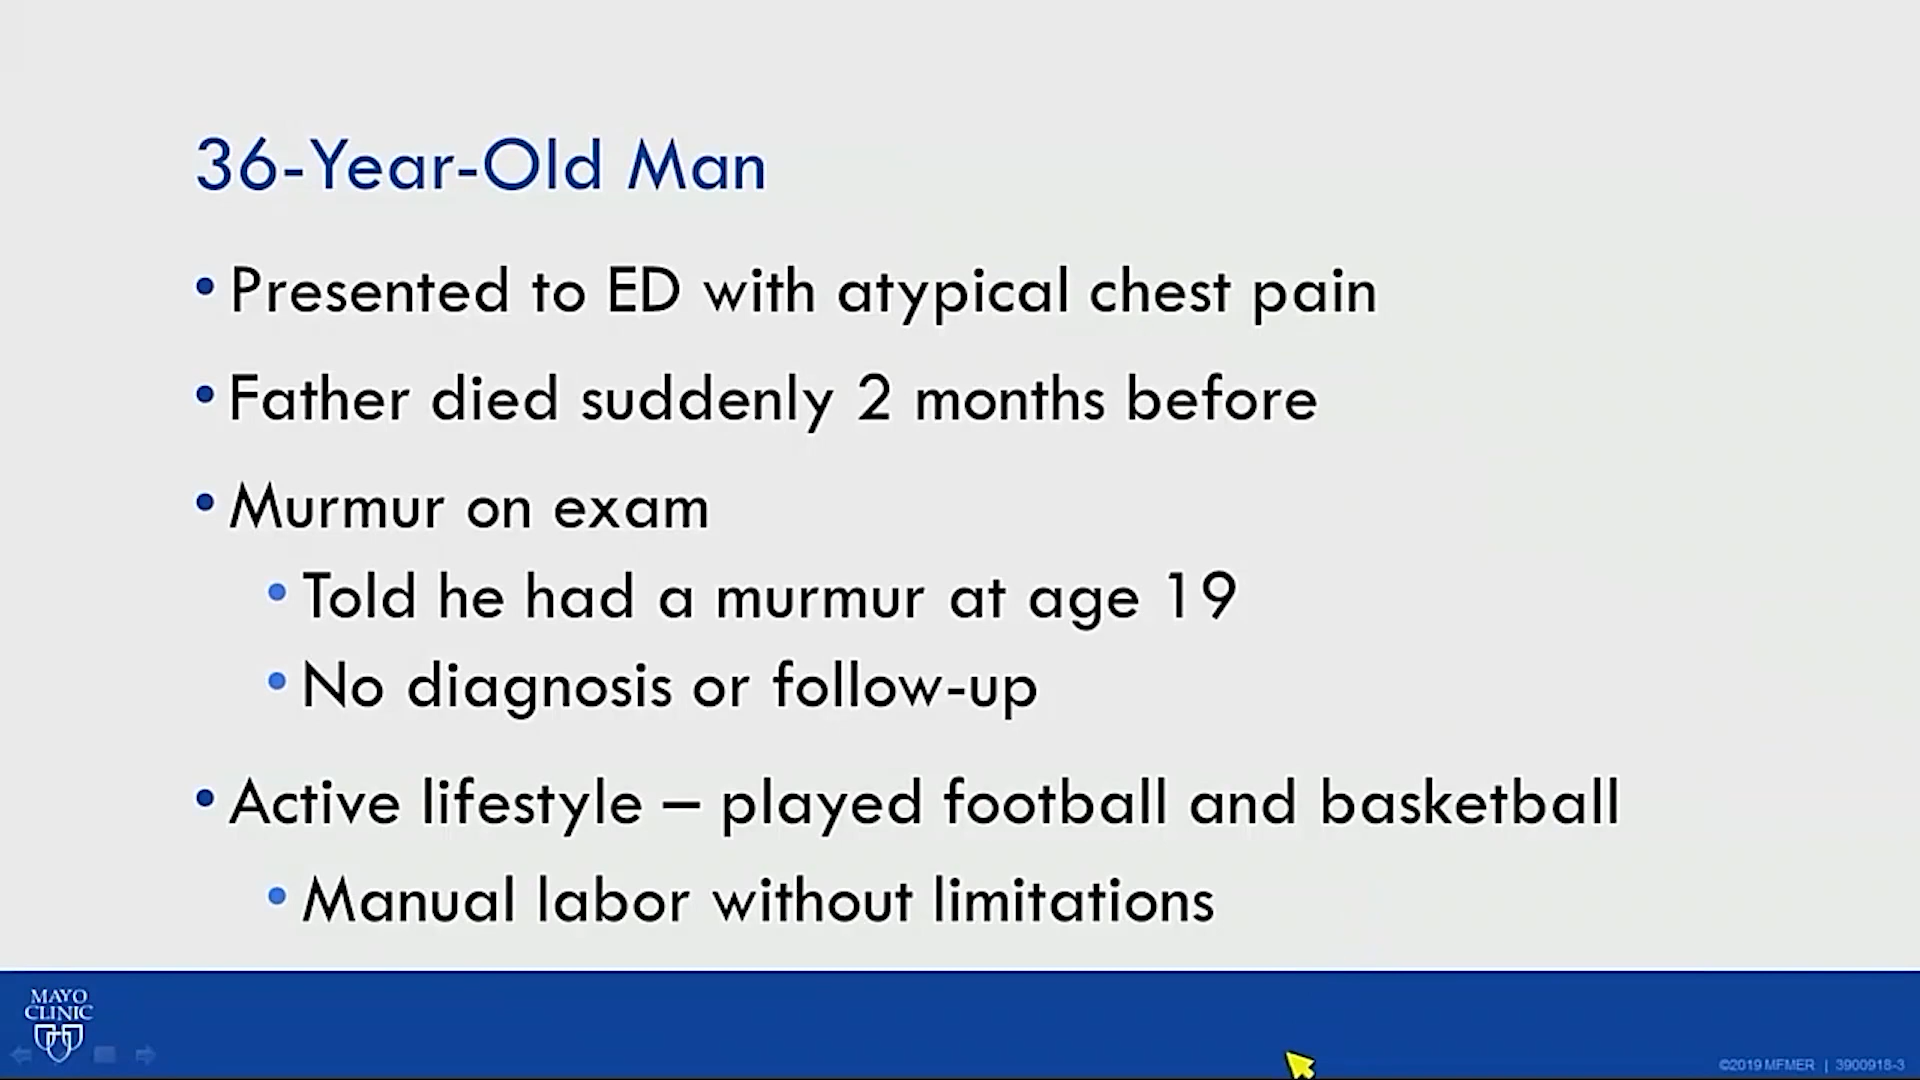 36-Year-Old Man
• Presented to ED with atypical chest pain
• Father died suddenly 2 months before
• Murmur on exam
• Told he had a murmur at age 19
• No diagnosis or follow-up
• Active lifestyle – played football and basketball
• Manual labor without limitations
MAYO
CLINIC
©2019 MFMER | 3900918-3